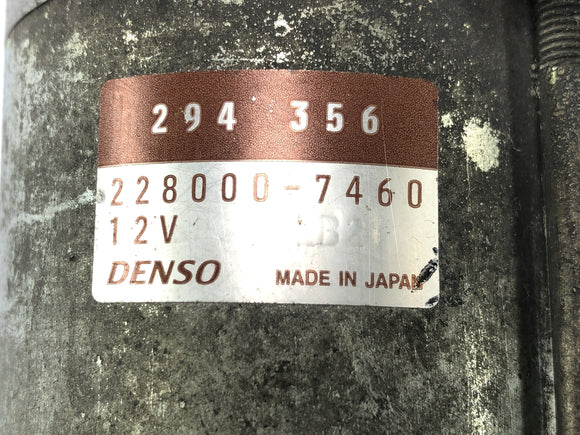 294 356
228000-7460
12V
DENSO MADE IN JAPAN